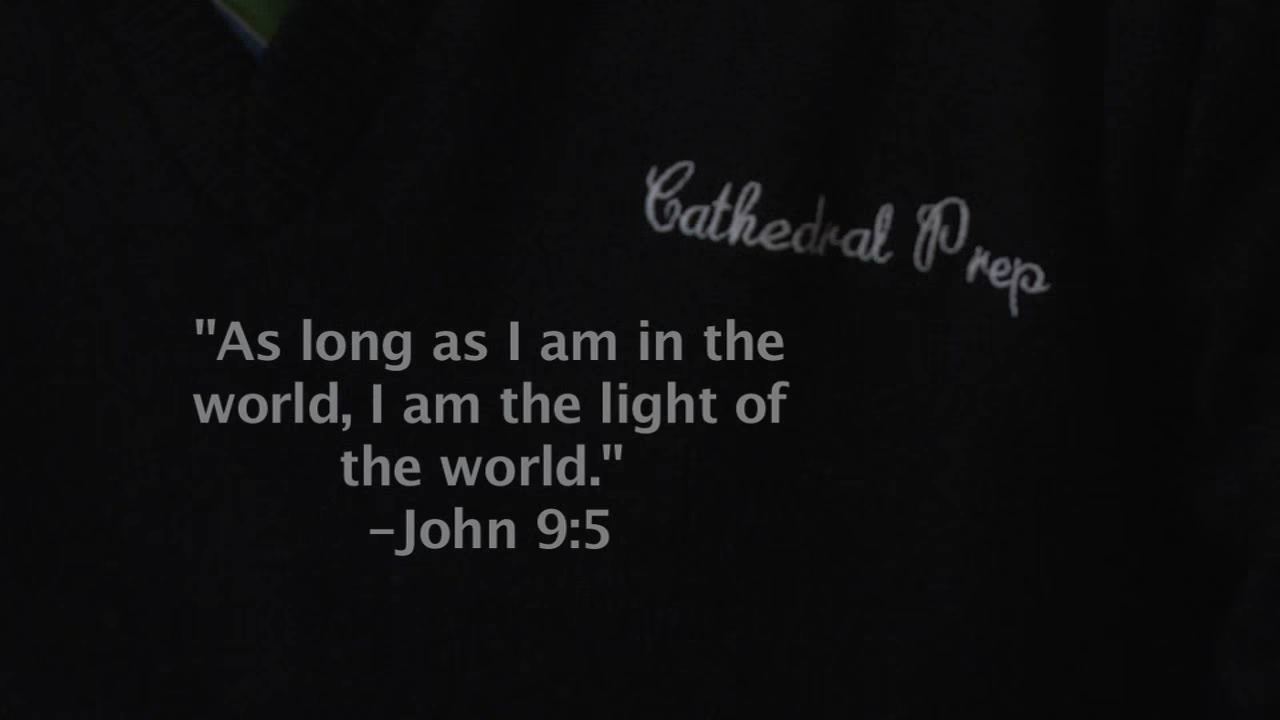 Cathedral Prep
"As long as I am in the
world, I am the light of
the world."
-John 9:5